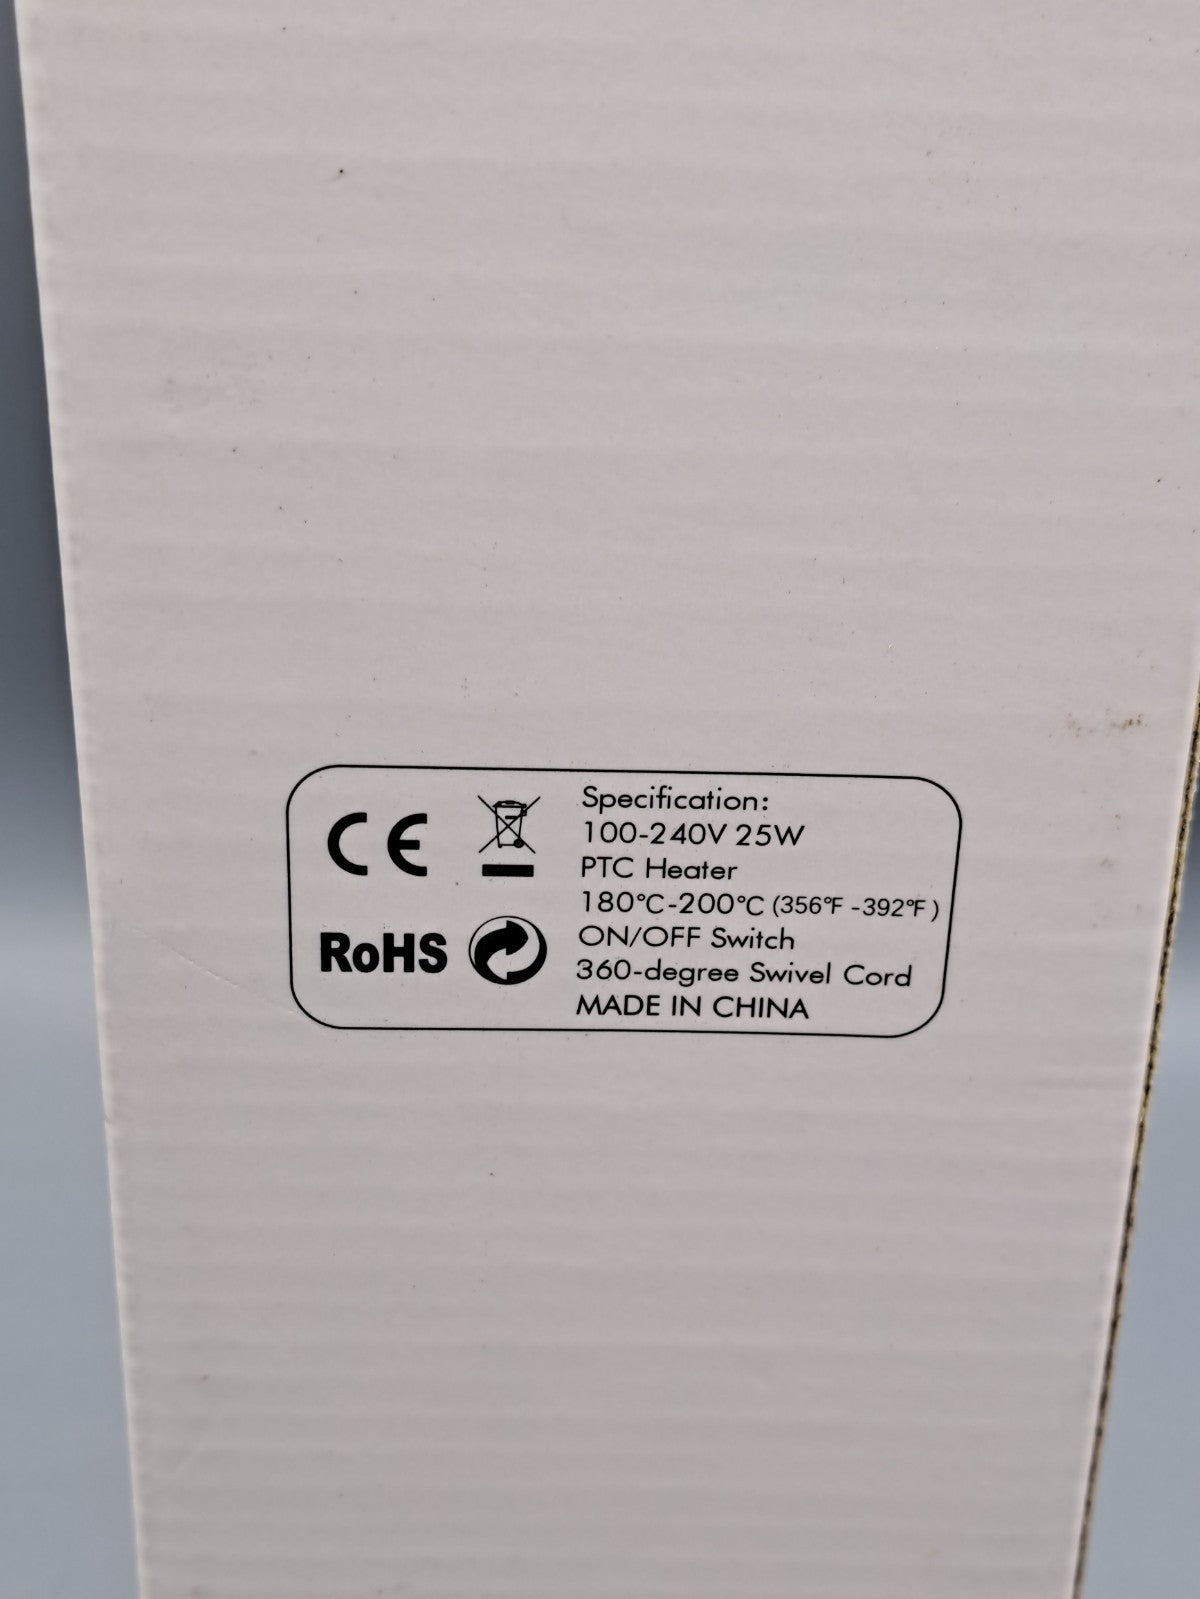 CE
RoHS
Specification:
100-240V 25W
PTC Heater
180°C-200°C (356°F -392°F )
ON/OFF Switch
360-degree Swivel Cord
MADE IN CHINA